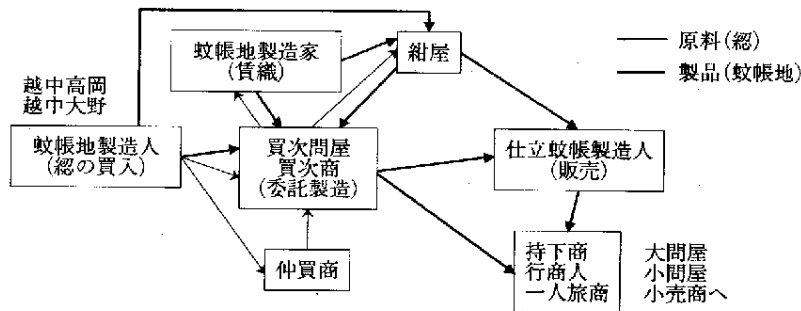 蚊帳地製造家
(賃織)
紺屋
原料(綛)
製品(蚊帳地)
越中高岡
越中大野
蚊帳地製造人
(綛の買入)
買次問屋
買次商
(委託製造)
仕立蚊帳製造人
(販売)
仲買商
持下商
行商人
一人旅商
大問屋
小問屋
小売商へ